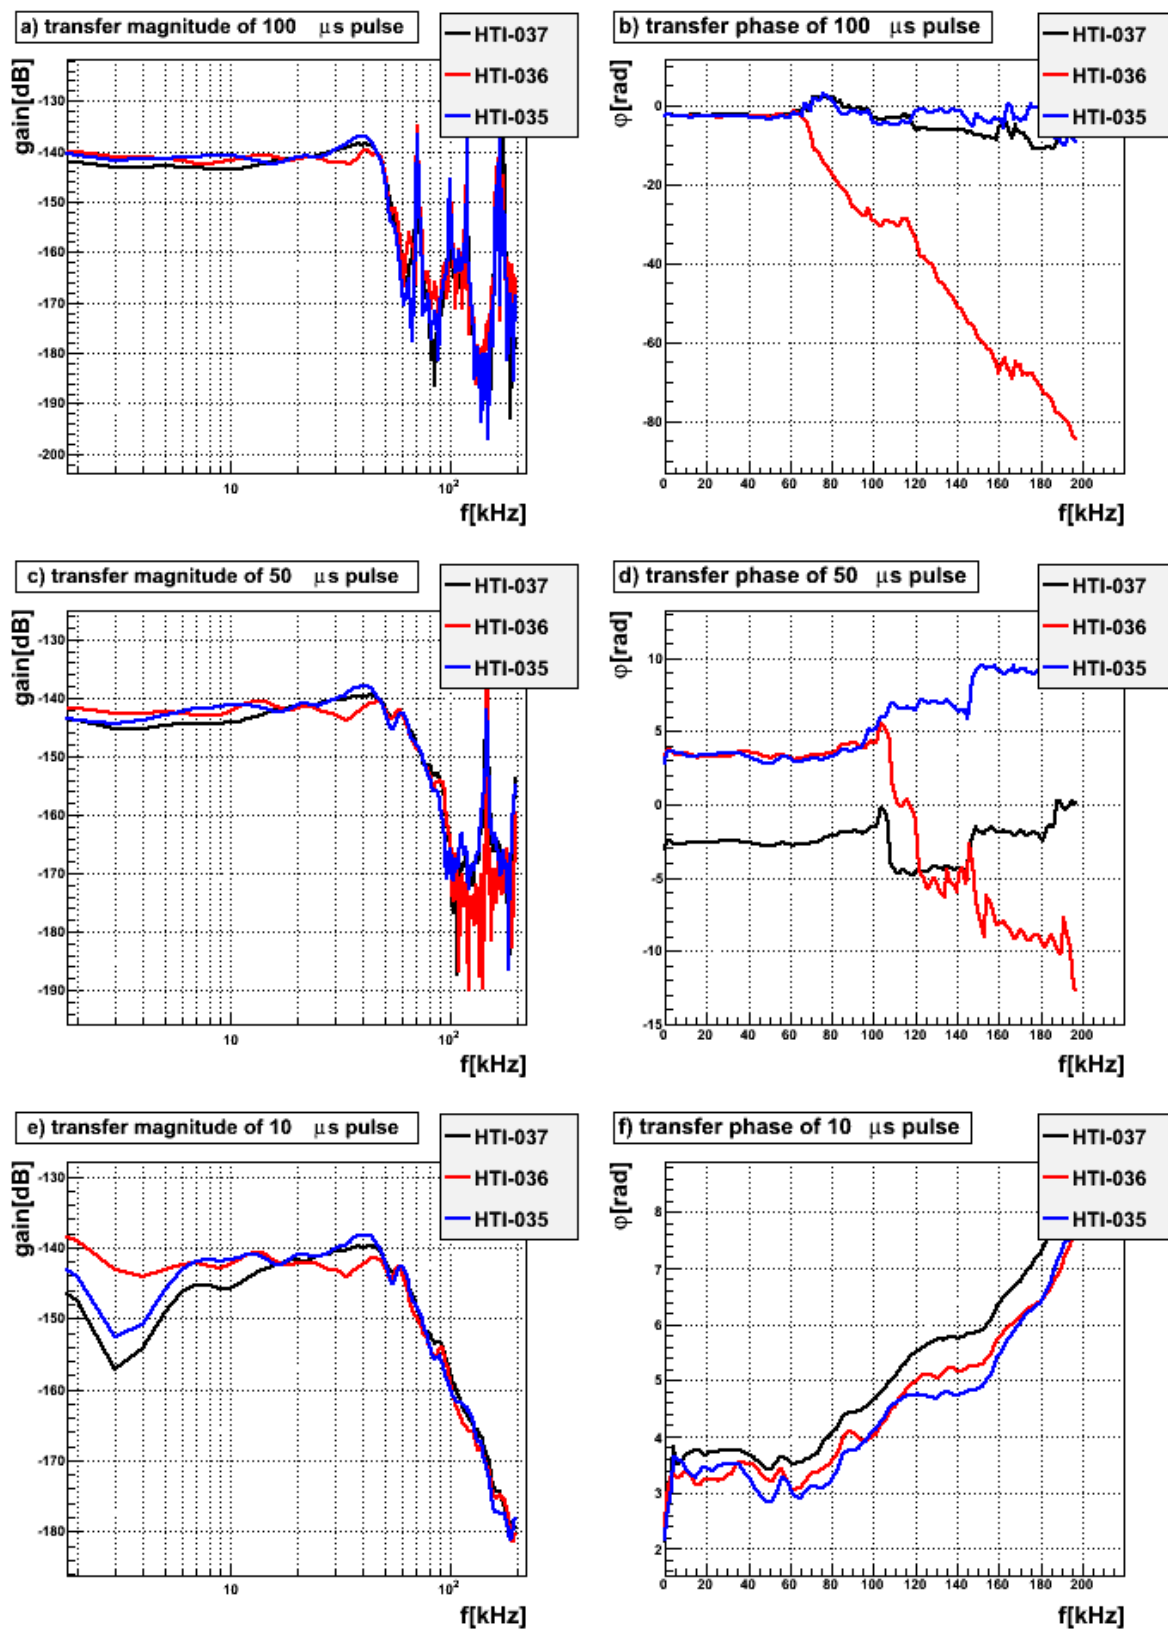 a) transfer magnitude of 100 μs pulse
HTI-037
HTI-036
HTI-035
gain[dB]
-130
-140
-150
-160
-170
-180
-190
-200
10
10²
f[kHz]
b) transfer phase of 100 μs pulse
HTI-037
HTI-036
HTI-035
φ[rad]
0
-20
-40
-60
-80
0 20 40 60 80 100 120 140 160 180 200
f[kHz]
c) transfer magnitude of 50 μs pulse
HTI-037
HTI-036
HTI-035
gain[dB]
-130
-140
-150
-160
-170
-180
-190
10
10²
f[kHz]
d) transfer phase of 50 μs pulse
HTI-037
HTI-036
HTI-035
φ[rad]
10
5
0
-5
-10
-15
0 20 40 60 80 100 120 140 160 180 200
f[kHz]
e) transfer magnitude of 10 μs pulse
HTI-037
HTI-036
HTI-035
gain[dB]
-130
-140
-150
-160
-170
-180
10
10²
f[kHz]
f) transfer phase of 10 μs pulse
HTI-037
HTI-036
HTI-035
φ[rad]
8
7
6
5
4
3
2
0 20 40 60 80 100 120 140 160 180 200
f[kHz]